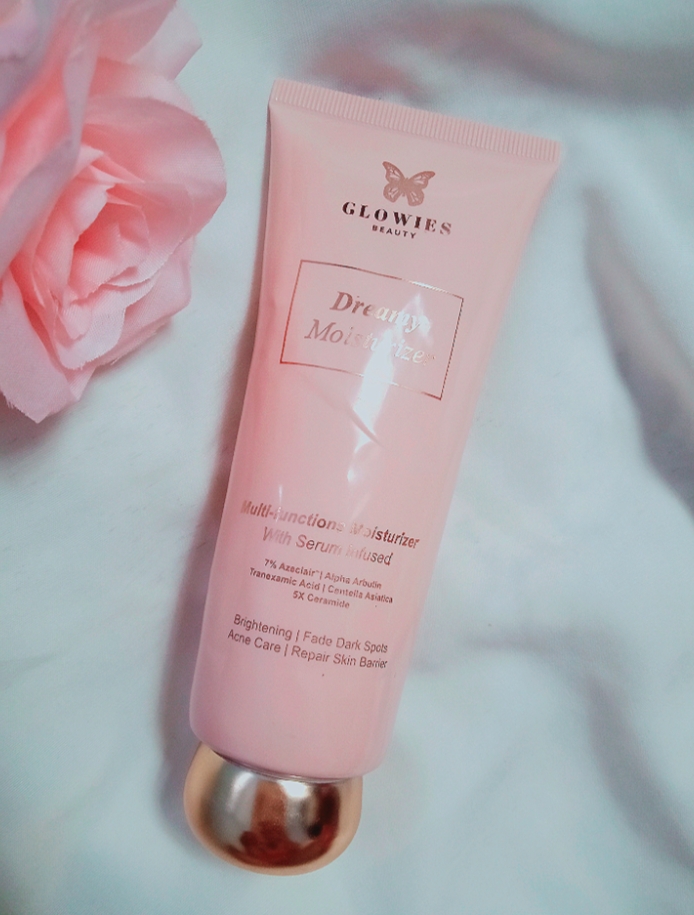 GLOWIES
BEAUTY
Dreamy
Moisturizer
Multi-functions Moisturizer
With Serum Infused
7% Azeclair™ | Alpha Arbutin
Tranexamic Acid | Centella Asiatica
5X Ceramide
Brightening | Fade Dark Spots
Acne Care | Repair Skin Barrier